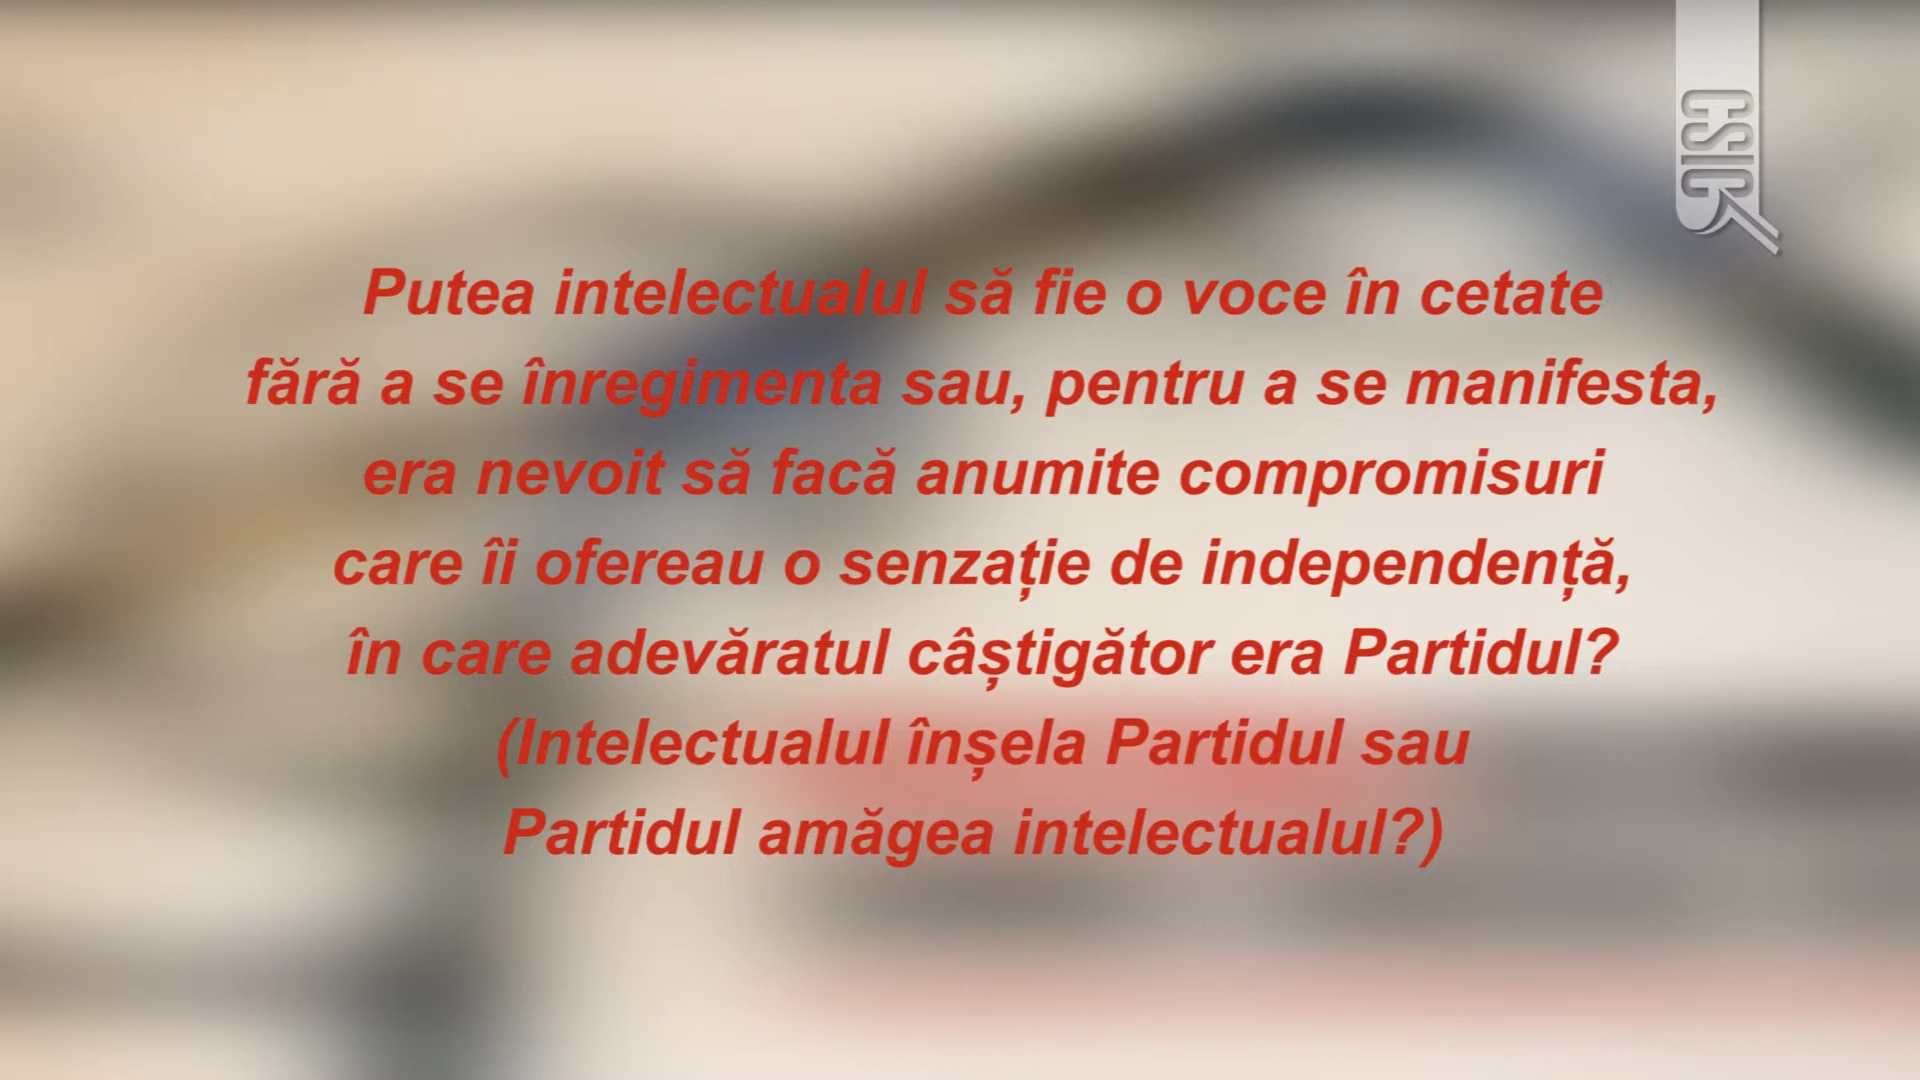 Putea intelectualul să fie o voce în cetate
fără a se înregimenta sau, pentru a se manifesta,
era nevoit să facă anumite compromisuri
care îi ofereau o senzație de independență,
în care adevăratul câștigător era Partidul?
(Intelectualul înșela Partidul sau
Partidul amăgea intelectualul?)